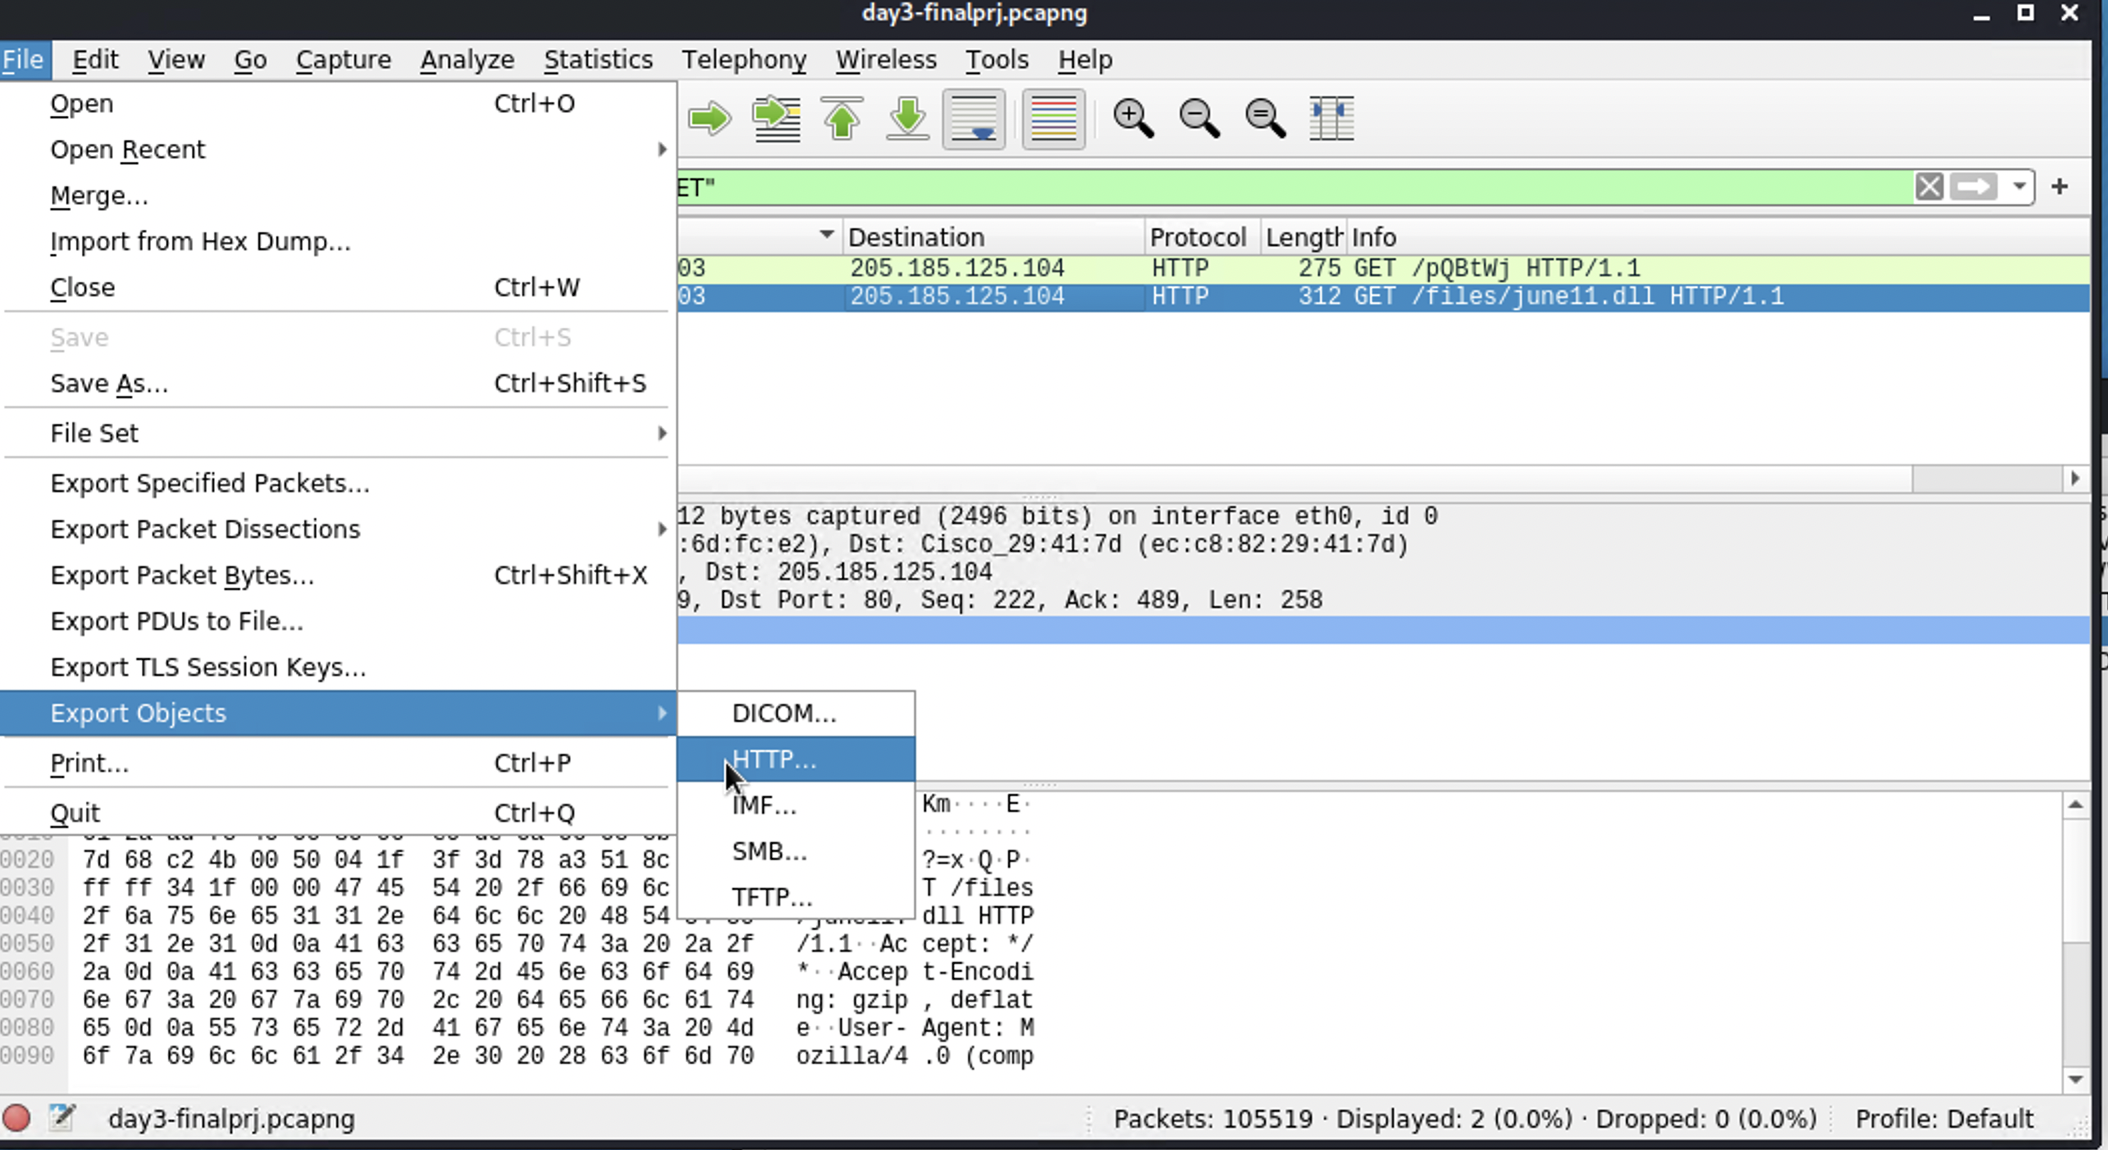 day3-finalprj.pcapng
File Edit View Go Capture Analyze Statistics Telephony Wireless Tools Help
Open Ctrl+O
Open Recent
Merge...
Import from Hex Dump...
Close Ctrl+W
Save Ctrl+S
Save As... Ctrl+Shift+S
File Set
Export Specified Packets...
Export Packet Dissections
Export Packet Bytes... Ctrl+Shift+X
Export PDUs to File...
Export TLS Session Keys...
Export Objects
Print... Ctrl+P
Quit Ctrl+Q
DICOM...
HTTP...
IMF...
SMB...
TFTP...
ET"
Destination Protocol Length Info
03 205.185.125.104 HTTP 275 GET /pQBtWj HTTP/1.1
03 205.185.125.104 HTTP 312 GET /files/june11.dll HTTP/1.1
12 bytes captured (2496 bits) on interface eth0, id 0
:6d:fc:e2), Dst: Cisco_29:41:7d (ec:c8:82:29:41:7d)
, Dst: 205.185.125.104
9, Dst Port: 80, Seq: 222, Ack: 489, Len: 258
Km····E·
········
0020 7d 68 c2 4b 00 50 04 1f 3f 3d 78 a3 51 8c ?=x·Q·P·
0030 ff ff 34 1f 00 00 47 45 54 20 2f 66 69 6c T /files
0040 2f 6a 75 6e 65 31 31 2e 64 6c 6c 20 48 54 dll HTTP
0050 2f 31 2e 31 0d 0a 41 63 63 65 70 74 3a 20 2a 2f /1.1··Ac cept: */
0060 2a 0d 0a 41 63 63 65 70 74 2d 45 6e 63 6f 64 69 *··Accep t-Encodi
0070 6e 67 3a 20 67 7a 69 70 2c 20 64 65 66 6c 61 74 ng: gzip , deflat
0080 65 0d 0a 55 73 65 72 2d 41 67 65 6e 74 3a 20 4d e··User- Agent: M
0090 6f 7a 69 6c 6c 61 2f 34 2e 30 20 28 63 6f 6d 70 ozilla/4 .0 (comp
day3-finalprj.pcapng Packets: 105519 · Displayed: 2 (0.0%) · Dropped: 0 (0.0%) Profile: Default